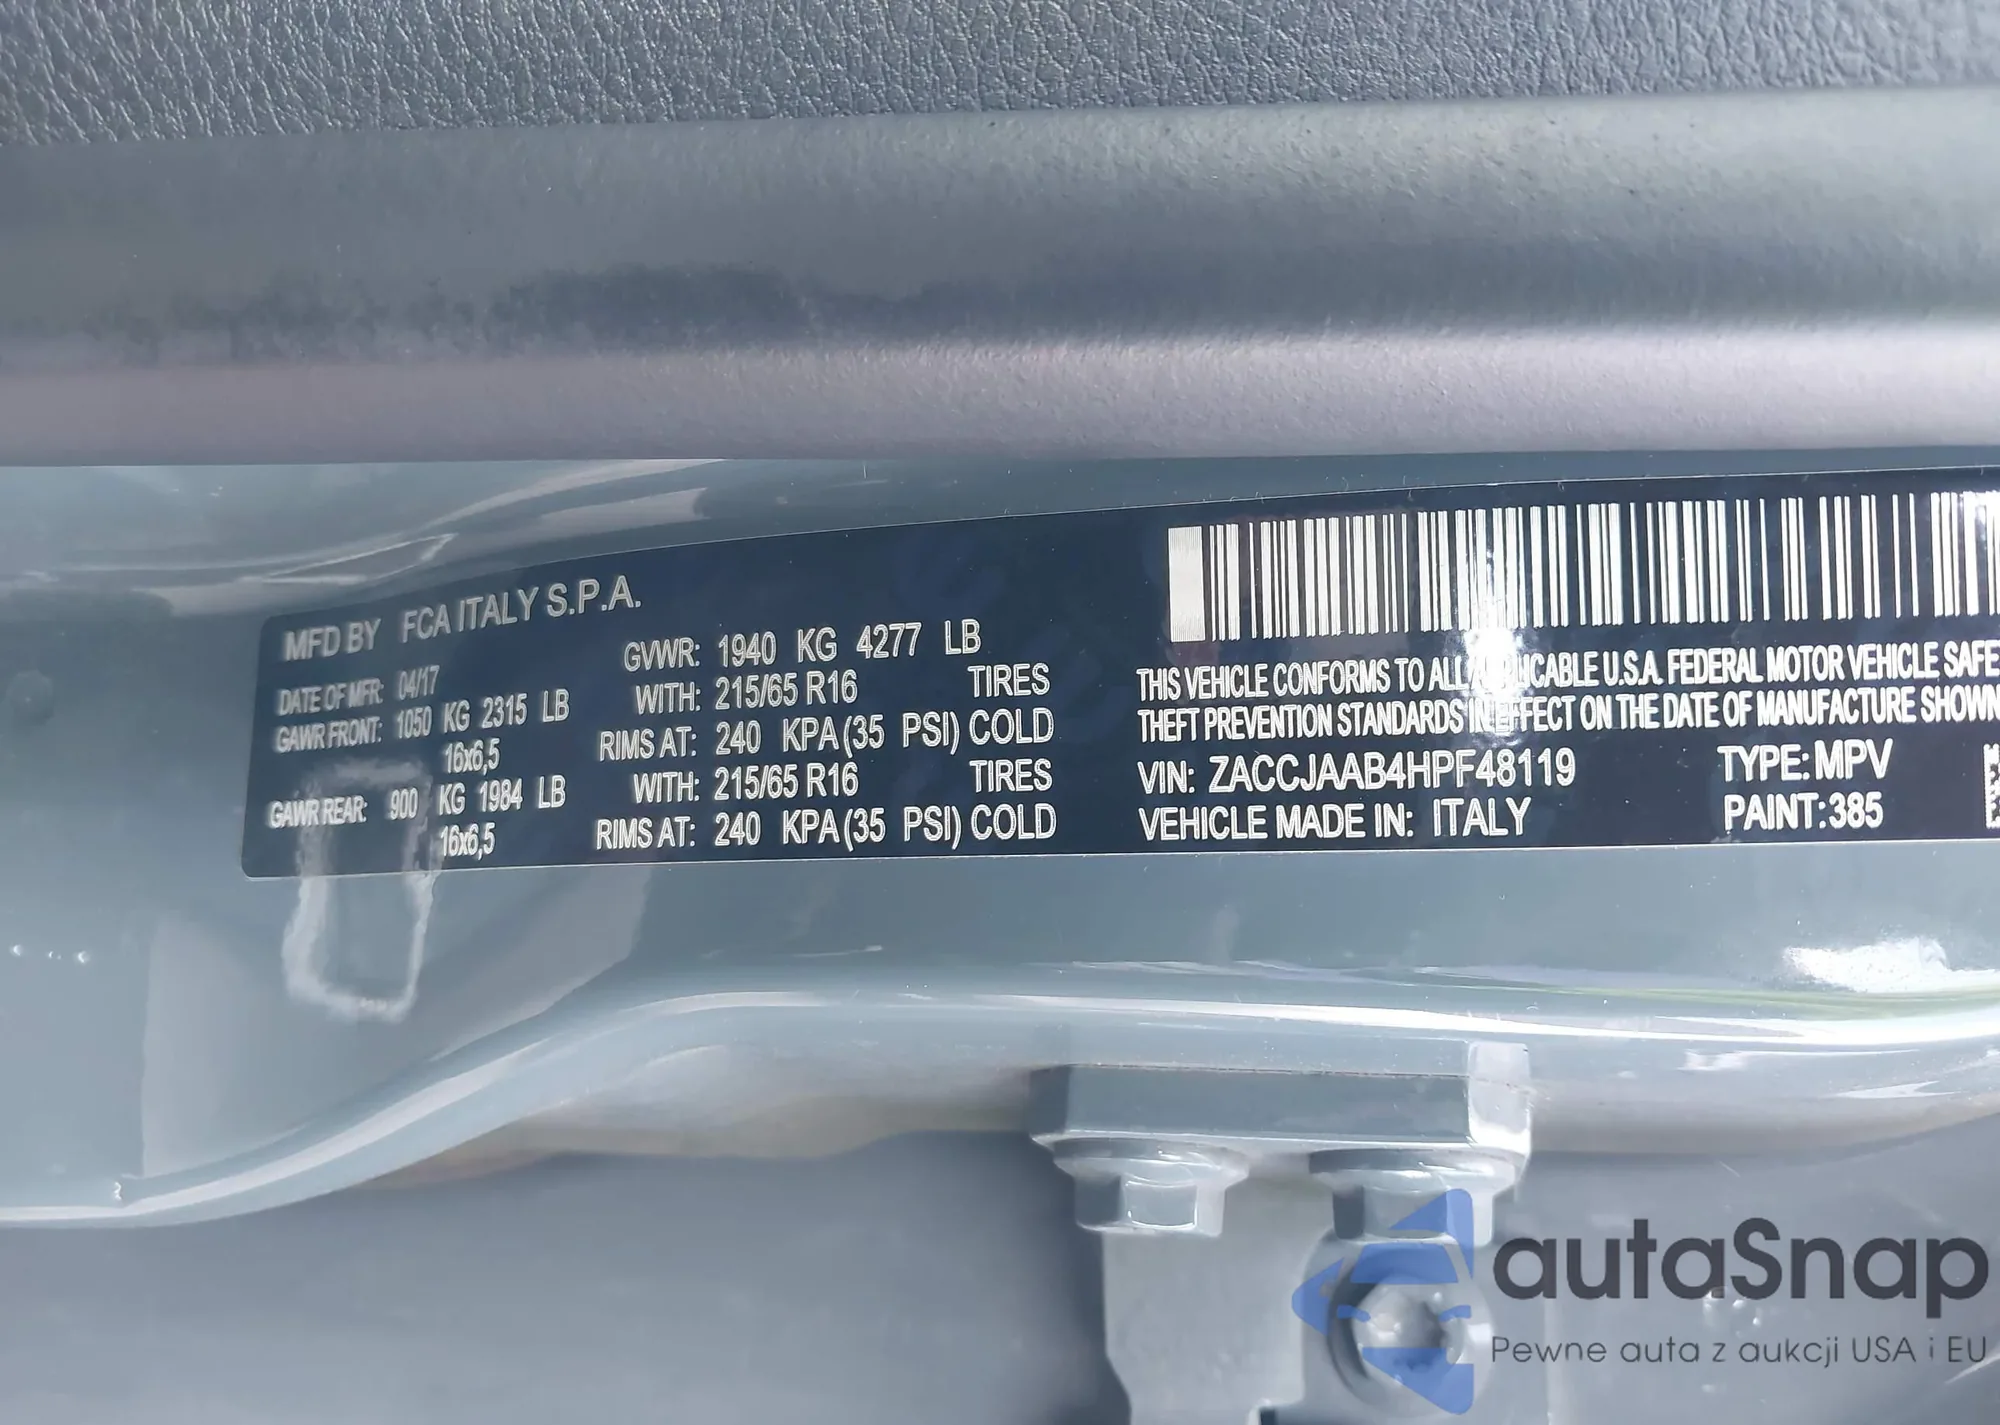 MFD BY FCA ITALY S.P.A.
DATE OF MFR: 04/17 GVWR: 1940 KG 4277 LB
GAWR FRONT: 1050 KG 2315 LB WITH: 215/65 R16 TIRES
16x6,5 RIMS AT: 240 KPA (35 PSI) COLD
GAWR REAR: 900 KG 1984 LB WITH: 215/65 R16 TIRES
16x6,5 RIMS AT: 240 KPA (35 PSI) COLD
THIS VEHICLE CONFORMS TO ALL APPLICABLE U.S.A. FEDERAL MOTOR VEHICLE SAFE
THEFT PREVENTION STANDARDS IN EFFECT ON THE DATE OF MANUFACTURE SHOWN
VIN: ZACCJAAB4HPF48119 TYPE: MPV
VEHICLE MADE IN: ITALY PAINT: 385
autaSnap
Pewne auta z aukcji USA i EU